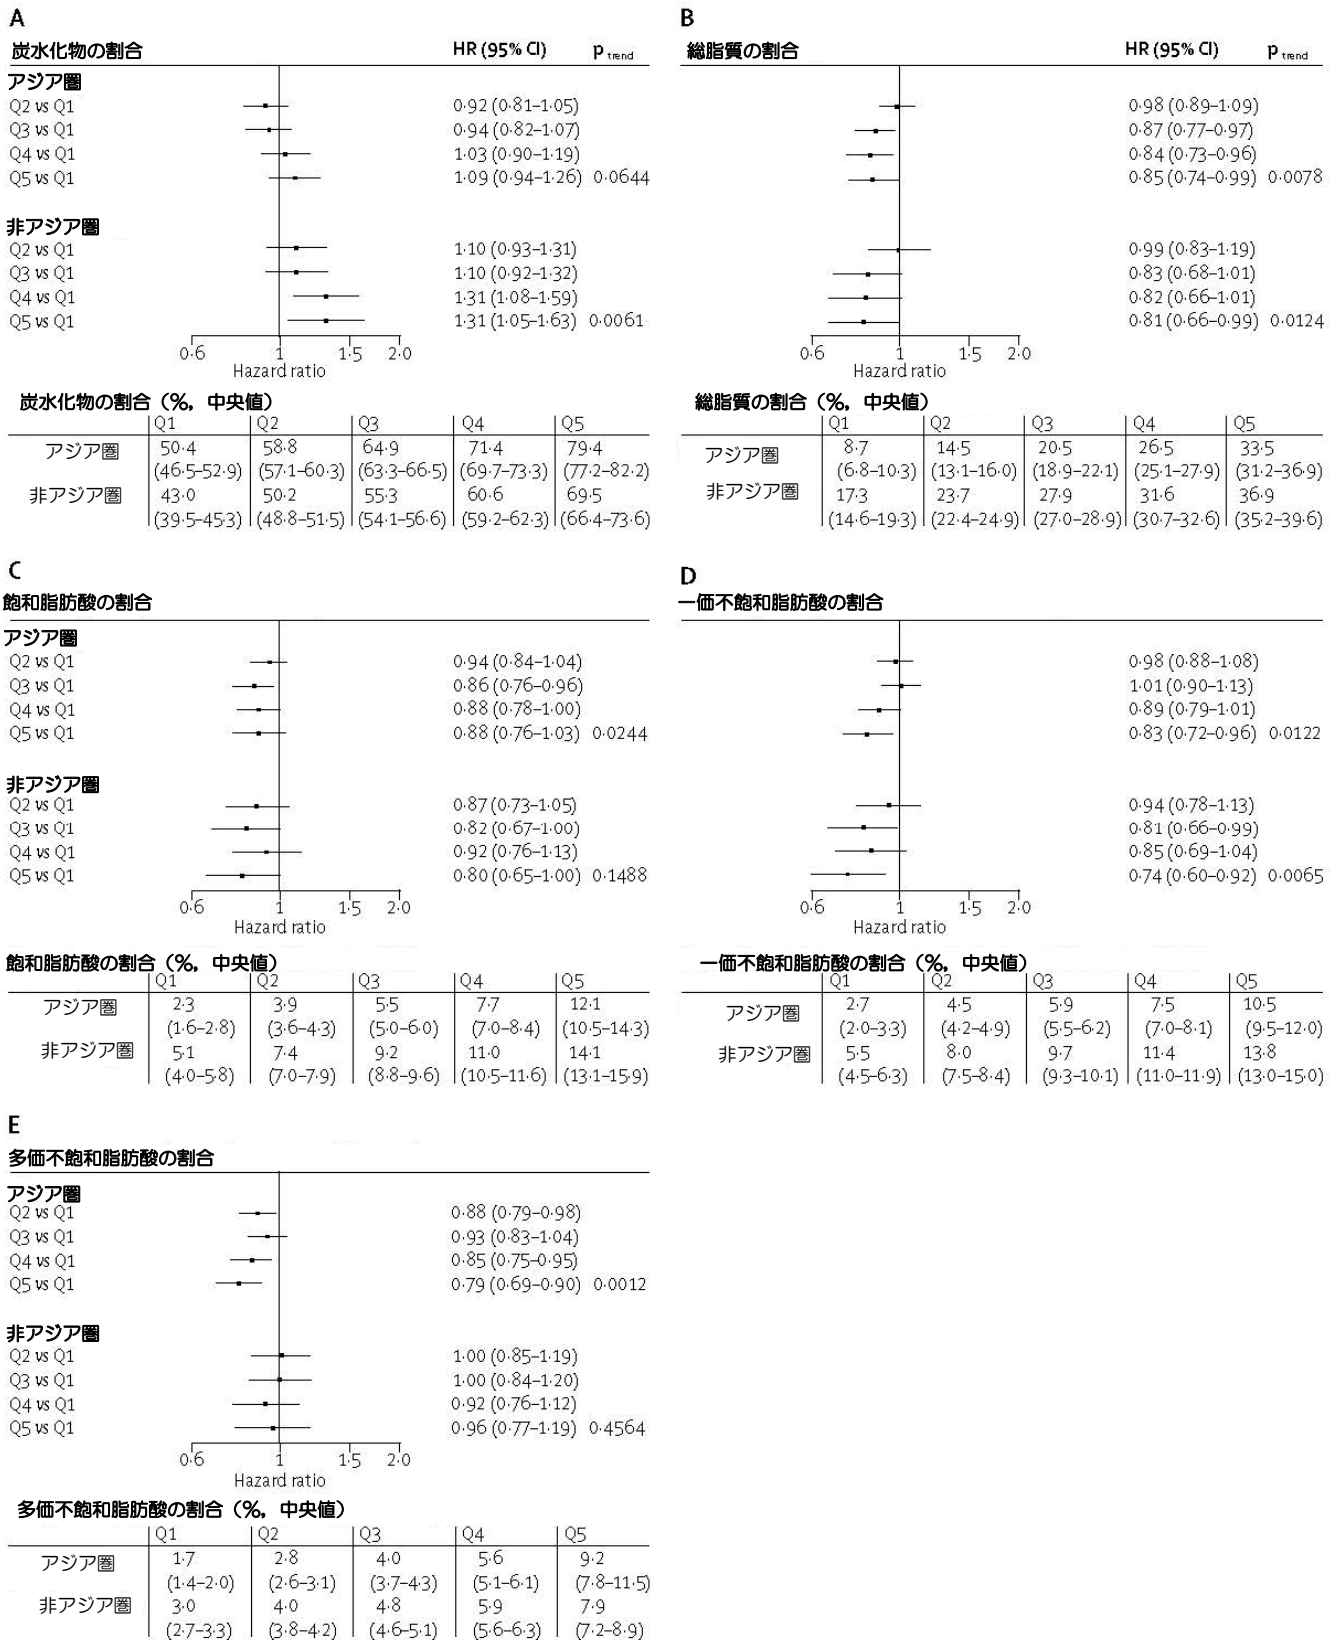 A
炭水化物の割合 HR (95% CI) p trend
アジア圏
Q2 vs Q1 0·92 (0·81–1·05)
Q3 vs Q1 0·94 (0·82–1·07)
Q4 vs Q1 1·03 (0·90–1·19)
Q5 vs Q1 1·09 (0·94–1·26) 0·0644
非アジア圏
Q2 vs Q1 1·10 (0·93–1·31)
Q3 vs Q1 1·10 (0·92–1·32)
Q4 vs Q1 1·31 (1·08–1·59)
Q5 vs Q1 1·31 (1·05–1·63) 0·0061
0·6 1 1·5 2·0
Hazard ratio
炭水化物の割合（%，中央値）
Q1 Q2 Q3 Q4 Q5
アジア圏 50·4 58·8 64·9 71·4 79·4
(46·5–52·9) (57·1–60·3) (63·3–66·5) (69·7–73·3) (77·2–82·2)
非アジア圏 43·0 50·2 55·3 60·6 69·5
(39·5–45·3) (48·8–51·5) (54·1–56·6) (59·2–62·3) (66·4–73·6)
B
総脂質の割合 HR (95% CI) p trend
0·98 (0·89–1·09)
0·87 (0·77–0·97)
0·84 (0·73–0·96)
0·85 (0·74–0·99) 0·0078
0·99 (0·83–1·19)
0·83 (0·68–1·01)
0·82 (0·66–1·01)
0·81 (0·66–0·99) 0·0124
0·6 1 1·5 2·0
Hazard ratio
総脂質の割合（%，中央値）
Q1 Q2 Q3 Q4 Q5
アジア圏 8·7 14·5 20·5 26·5 33·5
(6·8–10·3) (13·1–16·0) (18·9–22·1) (25·1–27·9) (31·2–36·9)
非アジア圏 17·3 23·7 27·9 31·6 36·9
(14·6–19·3) (22·4–24·9) (27·0–28·9) (30·7–32·6) (35·2–39·6)
C
飽和脂肪酸の割合
アジア圏
Q2 vs Q1 0·94 (0·84–1·04)
Q3 vs Q1 0·86 (0·76–0·96)
Q4 vs Q1 0·88 (0·78–1·00)
Q5 vs Q1 0·88 (0·76–1·03) 0·0244
非アジア圏
Q2 vs Q1 0·87 (0·73–1·05)
Q3 vs Q1 0·82 (0·67–1·00)
Q4 vs Q1 0·92 (0·76–1·13)
Q5 vs Q1 0·80 (0·65–1·00) 0·1488
0·6 1 1·5 2·0
Hazard ratio
飽和脂肪酸の割合（%，中央値）
Q1 Q2 Q3 Q4 Q5
アジア圏 2·3 3·9 5·5 7·7 12·1
(1·6–2·8) (3·6–4·3) (5·0–6·0) (7·0–8·4) (10·5–14·3)
非アジア圏 5·1 7·4 9·2 11·0 14·1
(4·0–5·8) (7·0–7·9) (8·8–9·6) (10·5–11·6) (13·1–15·9)
D
一価不飽和脂肪酸の割合
0·98 (0·88–1·08)
1·01 (0·90–1·13)
0·89 (0·79–1·01)
0·83 (0·72–0·96) 0·0122
0·94 (0·78–1·13)
0·81 (0·66–0·99)
0·85 (0·69–1·04)
0·74 (0·60–0·92) 0·0065
0·6 1 1·5 2·0
Hazard ratio
一価不飽和脂肪酸の割合（%，中央値）
Q1 Q2 Q3 Q4 Q5
アジア圏 2·7 4·5 5·9 7·5 10·5
(2·0–3·3) (4·2–4·9) (5·5–6·2) (7·0–8·1) (9·5–12·0)
非アジア圏 5·5 8·0 9·7 11·4 13·8
(4·5–6·3) (7·5–8·4) (9·3–10·1) (11·0–11·9) (13·0–15·0)
E
多価不飽和脂肪酸の割合
アジア圏
Q2 vs Q1 0·88 (0·79–0·98)
Q3 vs Q1 0·93 (0·83–1·04)
Q4 vs Q1 0·85 (0·75–0·95)
Q5 vs Q1 0·79 (0·69–0·90) 0·0012
非アジア圏
Q2 vs Q1 1·00 (0·85–1·19)
Q3 vs Q1 1·00 (0·84–1·20)
Q4 vs Q1 0·92 (0·76–1·12)
Q5 vs Q1 0·96 (0·77–1·19) 0·4564
0·6 1 1·5 2·0
Hazard ratio
多価不飽和脂肪酸の割合（%，中央値）
Q1 Q2 Q3 Q4 Q5
アジア圏 1·7 2·8 4·0 5·6 9·2
(1·4–2·0) (2·6–3·1) (3·7–4·3) (5·1–6·1) (7·8–11·5)
非アジア圏 3·0 4·0 4·8 5·9 7·9
(2·7–3·3) (3·8–4·2) (4·6–5·1) (5·6–6·3) (7·2–8·9)